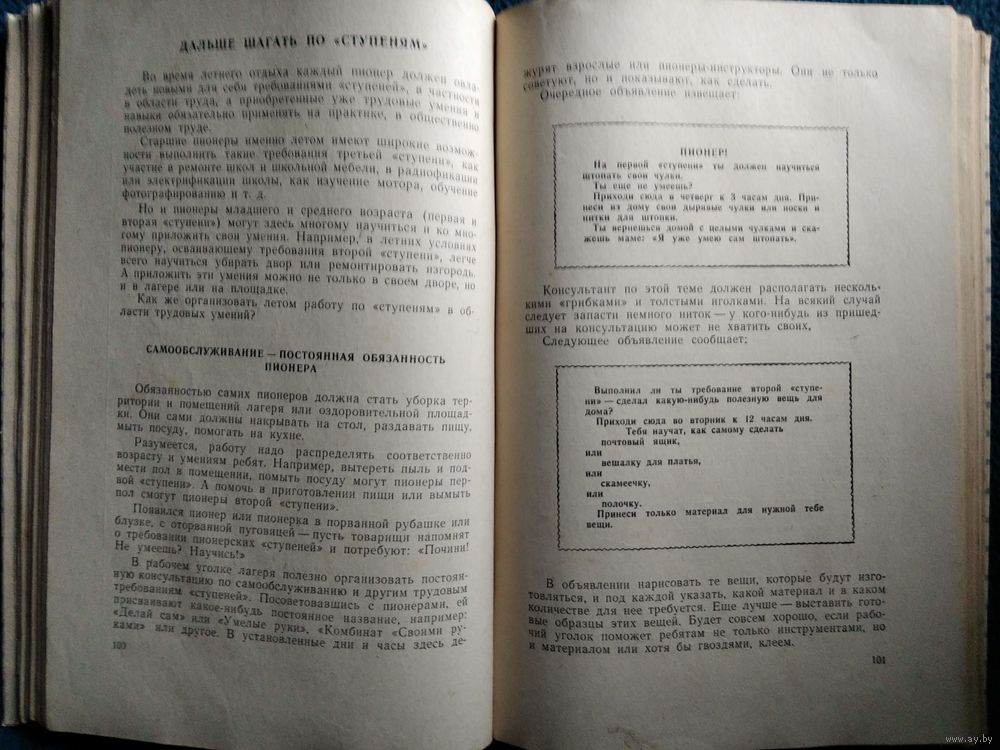 ДАЛЬШЕ ШАГАТЬ ПО «СТУПЕНЯМ»
Во время летнего отдыха каждый пионер должен овла-
деть новыми для себя требованиями «ступеней», в частности
в области труда, а приобретенные уже трудовые умения и
навыки обязательно применять на практике, в общественно
полезном труде.
Старшие пионеры именно летом имеют широкие возмож-
ности выполнить такие требования третьей «ступени», как
участие в ремонте школ и школьной мебели, в радиофикации
или электрификации школы, как изучение мотора, обучение
фотографированию и т. д.
Но и пионеры младшего и среднего возраста (первая и
вторая «ступени») могут здесь многому научиться и ко мно-
гому приложить свои умения. Например, в летних условиях
пионеру, осваивающему требования второй «ступени», легче
всего научиться убирать двор или ремонтировать изгородь.
А приложить эти умения можно не только в своем дворе, но
и в лагере или на площадке.
Как же организовать летом работу по «ступеням» в об-
ласти трудовых умений?
САМООБСЛУЖИВАНИЕ — ПОСТОЯННАЯ ОБЯЗАННОСТЬ
ПИОНЕРА
Обязанностью самих пионеров должна стать уборка тер-
ритории и помещений лагеря или оздоровительной площад-
ки. Они сами должны накрывать на стол, раздавать пищу,
мыть посуду, помогать на кухне.
Разумеется, работу надо распределять соответственно
возрасту и умениям ребят. Например, вытереть пыль и под-
мести пол в помещении, помыть посуду могут пионеры пер-
вой «ступени». А помочь в приготовлении пищи или вымыть
пол смогут пионеры второй «ступени».
Появился пионер или пионерка в порванной рубашке или
блузке, с оторванной пуговицей — пусть товарищи напомнят
о требовании пионерских «ступеней» и потребуют: «Почини!
Не умеешь? Научись!»
В рабочем уголке лагеря полезно организовать постоян-
ную консультацию по самообслуживанию и другим трудовым
требованиям «ступеней». Посоветовавшись с пионерами, ей
присваивают какое-нибудь постоянное название, например:
«Делай сам» или «Умелые руки», «Комбинат «Своими ру-
ками» или другое. В установленные дни и часы здесь де-
100
журят взрослые или пионеры-инструкторы. Они не только
советуют, но и показывают, как сделать.
Очередное объявление извещает:
ПИОНЕР!
На первой «ступени» ты должен научиться
штопать свои чулки.
Ты еще не умеешь?
Приходи сюда в четверг к 3 часам дня. При-
неси из дому свои дырявые чулки или носки и
нитки для штопки.
Ты вернешься домой с целыми чулками и ска-
жешь маме: «Я уже умею сам штопать».
Консультант по этой теме должен располагать несколь-
кими «грибками» и толстыми иголками. На всякий случай
следует запасти немного ниток — у кого-нибудь из пришед-
ших на консультацию может не хватить своих,
Следующее объявление сообщает:
Выполнил ли ты требование второй «ступе-
ни» — сделал какую-нибудь полезную вещь для
дома?
Приходи сюда во вторник к 12 часам дня.
Тебя научат, как самому сделать
почтовый ящик,
или
вешалку для платья,
или
скамеечку,
или
полочку.
Принеси только материал для нужной тебе
вещи.
В объявлении нарисовать те вещи, которые будут изго-
товляться, и под каждой указать, какой материал и в каком
количестве для нее требуется. Еще лучше — выставить гото-
вые образцы этих вещей. Будет совсем хорошо, если рабо-
чий уголок поможет ребятам не только инструментами, но
и материалом или хотя бы гвоздями, клеем.
101
www.ay.by